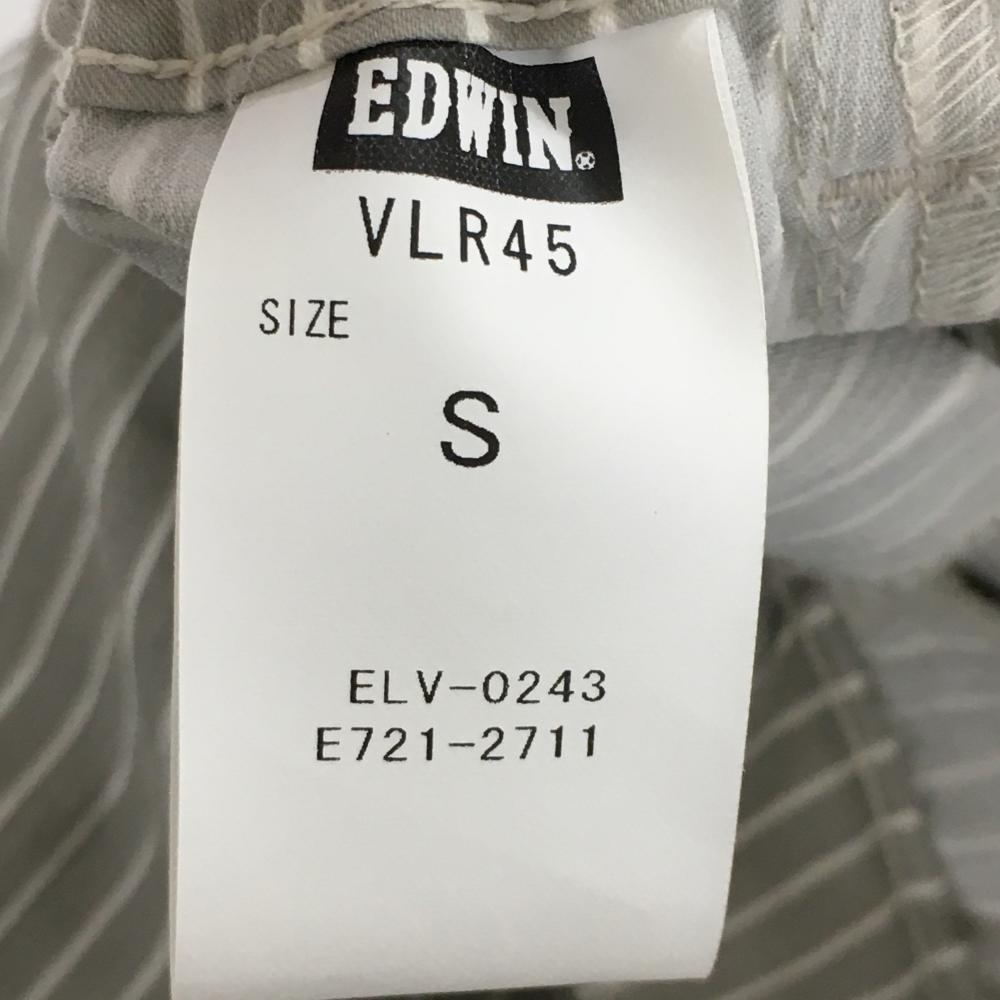 EDWIN®
VLR45
SIZE
S
ELV-0243
E721-2711